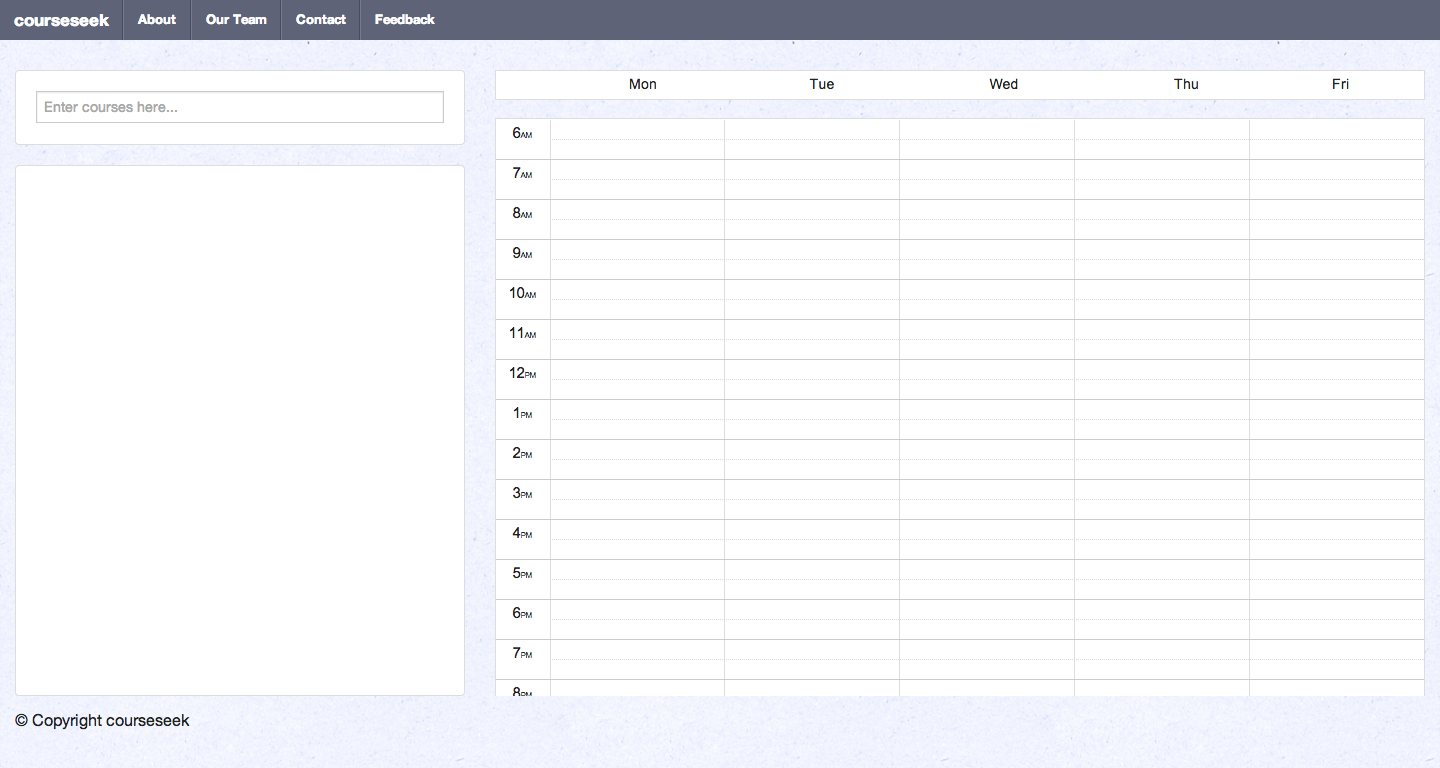 courseseek About Our Team Contact Feedback
Enter courses here...
Mon Tue Wed Thu Fri
6AM
7AM
8AM
9AM
10AM
11AM
12PM
1PM
2PM
3PM
4PM
5PM
6PM
7PM
8PM
© Copyright courseseek